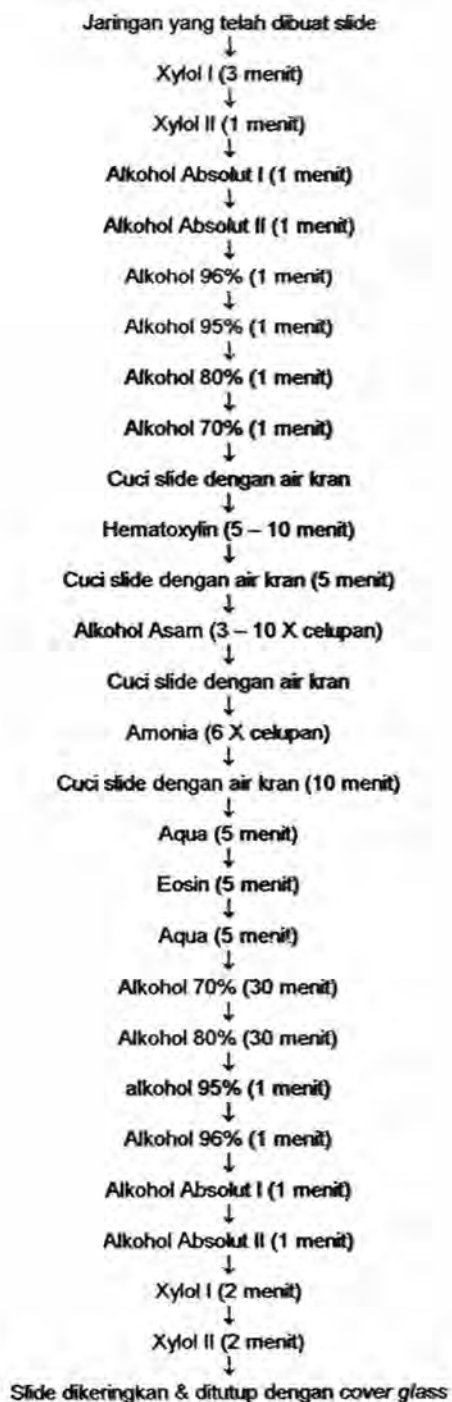 Jaringan yang telah dibuat slide
↓
Xylol I (3 menit)
↓
Xylol II (1 menit)
↓
Alkohol Absolut I (1 menit)
↓
Alkohol Absolut II (1 menit)
↓
Alkohol 96% (1 menit)
↓
Alkohol 95% (1 menit)
↓
Alkohol 80% (1 menit)
↓
Alkohol 70% (1 menit)
↓
Cuci slide dengan air kran
↓
Hematoxylin (5 – 10 menit)
↓
Cuci slide dengan air kran (5 menit)
↓
Alkohol Asam (3 – 10 X celupan)
↓
Cuci slide dengan air kran
↓
Amonia (6 X celupan)
↓
Cuci slide dengan air kran (10 menit)
↓
Aqua (5 menit)
↓
Eosin (5 menit)
↓
Aqua (5 menit)
↓
Alkohol 70% (30 menit)
↓
Alkohol 80% (30 menit)
↓
alkohol 95% (1 menit)
↓
Alkohol 96% (1 menit)
↓
Alkohol Absolut I (1 menit)
↓
Alkohol Absolut II (1 menit)
↓
Xylol I (2 menit)
↓
Xylol II (2 menit)
↓
Slide dikeringkan & ditutup dengan cover glass